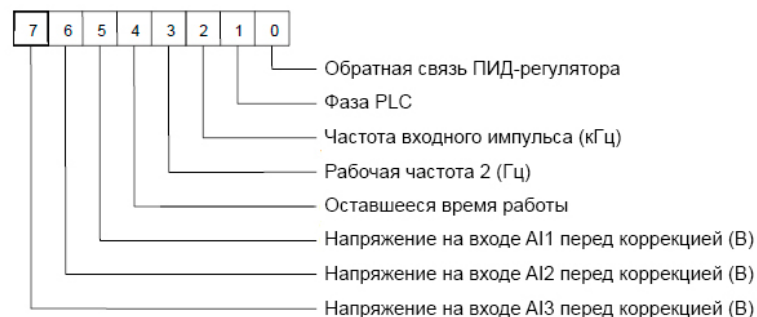 7 6 5 4 3 2 1 0
Обратная связь ПИД-регулятора
Фаза PLC
Частота входного импульса (кГц)
Рабочая частота 2 (Гц)
Оставшееся время работы
Напряжение на входе AI1 перед коррекцией (В)
Напряжение на входе AI2 перед коррекцией (В)
Напряжение на входе AI3 перед коррекцией (В)